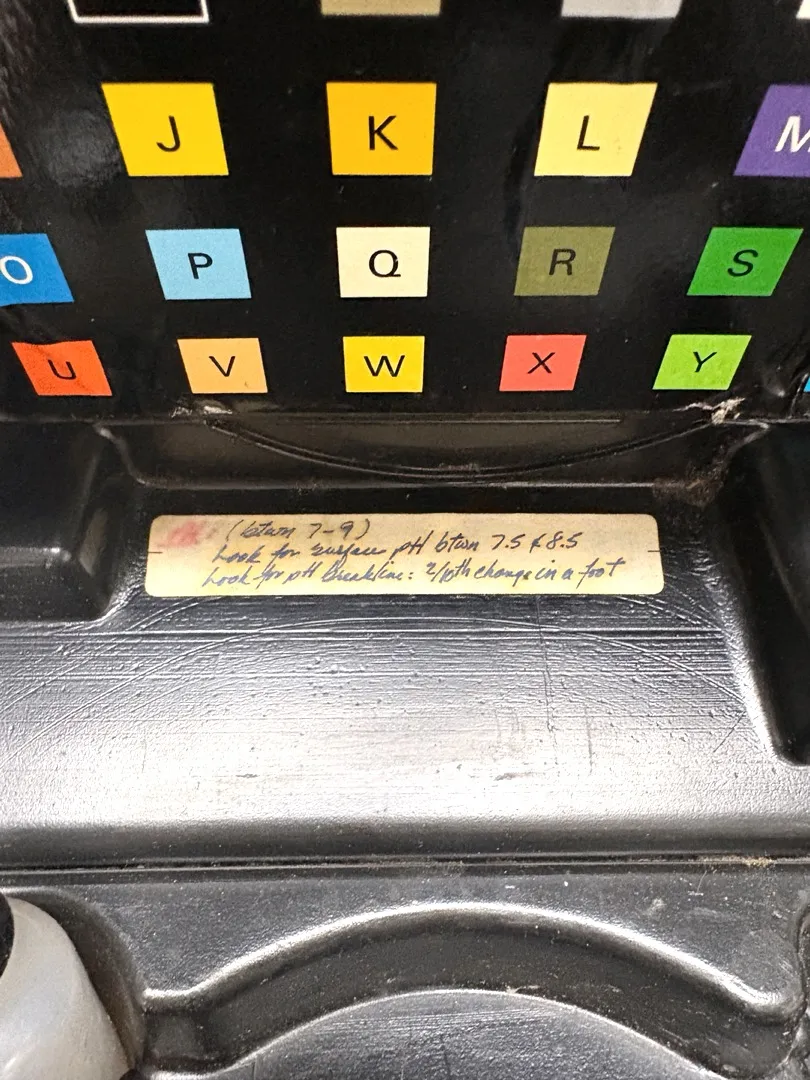 J K L M
O P Q R S
U V W X Y
(btwn 7-9)
Look for surface pH btwn 7.5 & 8.5
Look for pH breakline: 2/10th change in a foot